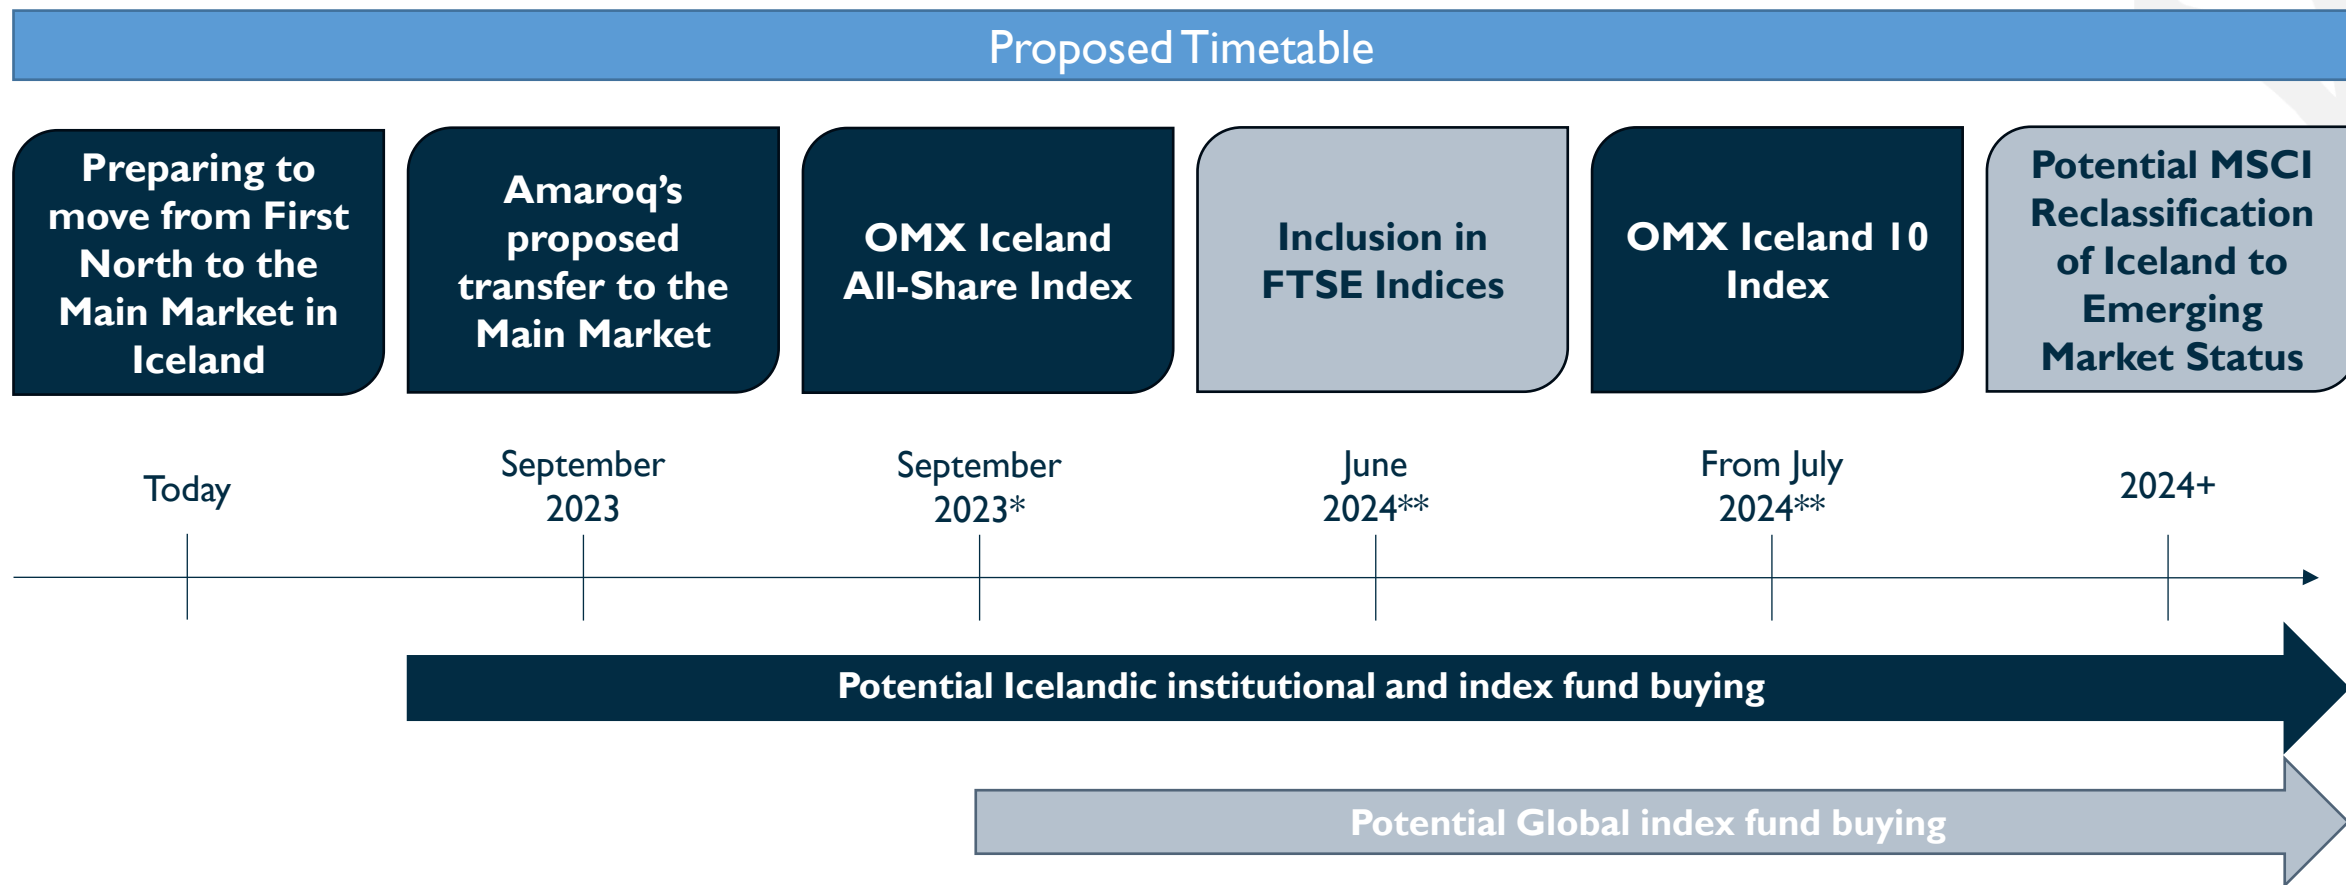 Proposed Timetable
Preparing to
move from First
North to the
Main Market in
Iceland
Amaroq's
proposed
transfer to the
Main Market
OMX Iceland
All-Share Index
Inclusion in
FTSE Indices
OMX Iceland 10
Index
Potential MSCI
Reclassification
of Iceland to
Emerging
Market Status
Today
September
2023
September
2023*
June
2024**
From July
2024**
2024+
Potential Icelandic institutional and index fund buying
Potential Global index fund buying